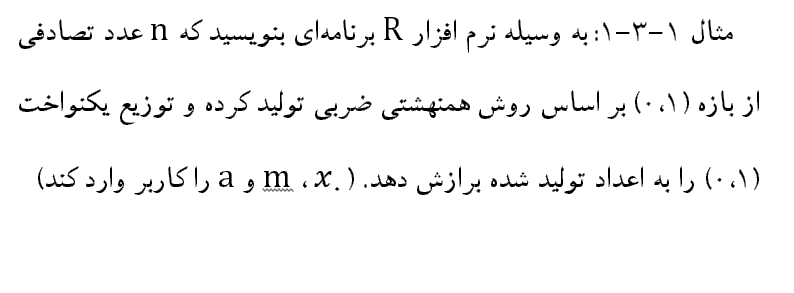 مثال ۱-۳-۱: به وسیله نرم افزار R برنامه‌ای بنویسید که n عدد تصادفی
از بازه (۰،۱) بر اساس روش همنهشتی ضربی تولید کرده و توزیع یکنواخت
(۰،۱) را به اعداد تولید شده برازش دهد. (x۰ ، m و a را کاربر وارد کند)